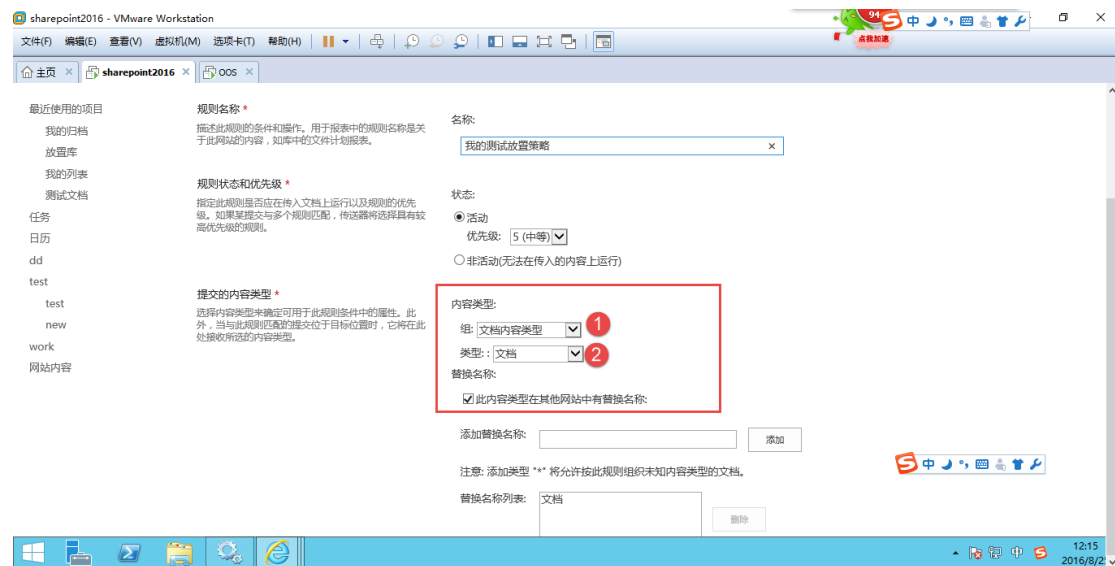 sharepoint2016 - VMware Workstation
94
中
点我加速
文件(F) 编辑(E) 查看(V) 虚拟机(M) 选项卡(T) 帮助(H)
主页 × sharepoint2016 × OOS ×
最近使用的项目
我的归档
放置库
我的列表
测试文档
任务
日历
dd
test
test
new
work
网站内容
规则名称 *
描述此规则的条件和操作。用于报表中的规则名称是关
于此网站的内容，如库中的文件计划报表。
名称:
我的测试放置策略 ×
规则状态和优先级 *
指定此规则是否应在传入文档上运行以及规则的优先
级。如果某提交与多个规则匹配，传送器将选择具有较
高优先级的规则。
状态:
活动
优先级: 5 (中等)
非活动(无法在传入的内容上运行)
提交的内容类型 *
选择内容类型来确定可用于此规则条件中的属性。此
外，当与此规则匹配的提交位于目标位置时，它将在此
处接收所选的内容类型。
内容类型:
组: 文档内容类型 1
类型: : 文档 2
替换名称:
此内容类型在其他网站中有替换名称:
添加替换名称: 添加
中
注意: 添加类型 "*" 将允许按此规则组织未知内容类型的文档。
替换名称列表: 文档
删除
中
12:15
2016/8/2